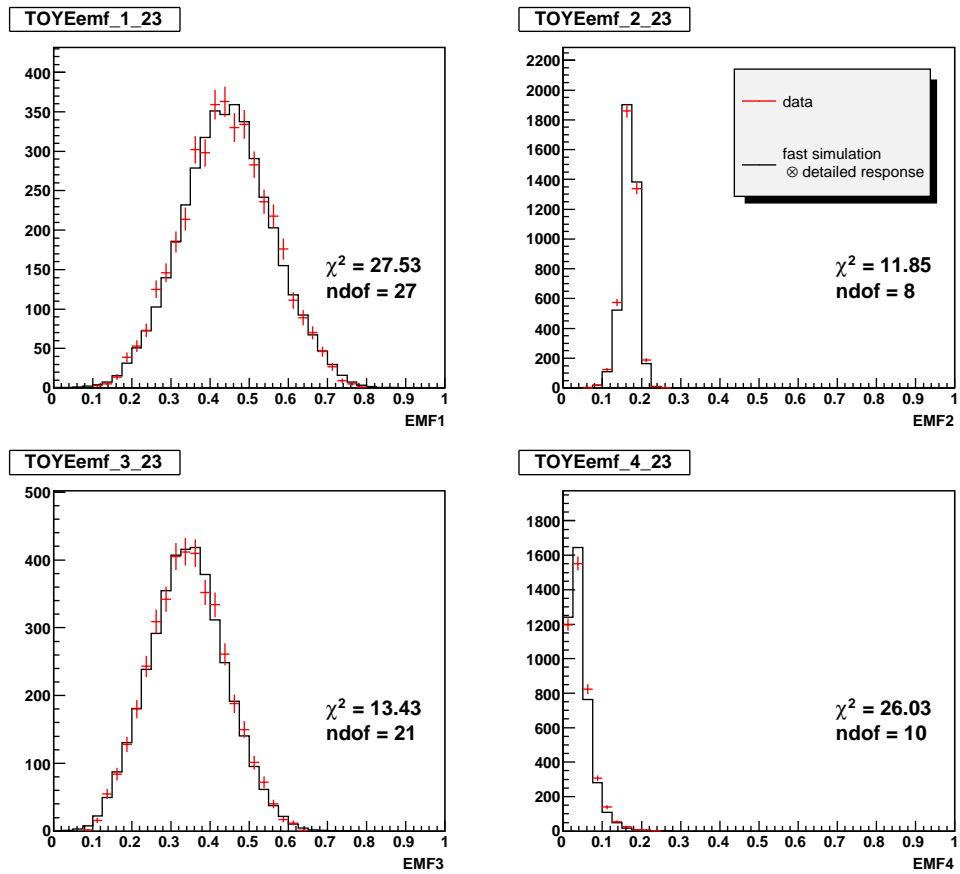 TOYEemf_1_23
400
350
300
250
200
150
100
50
0
0 0.1 0.2 0.3 0.4 0.5 0.6 0.7 0.8 0.9 1
EMF1
χ² = 27.53
ndof = 27
TOYEemf_2_23
2200
2000
1800
1600
1400
1200
1000
800
600
400
200
0
0 0.1 0.2 0.3 0.4 0.5 0.6 0.7 0.8 0.9 1
EMF2
data
fast simulation
⊗ detailed response
χ² = 11.85
ndof = 8
TOYEemf_3_23
500
400
300
200
100
0
0 0.1 0.2 0.3 0.4 0.5 0.6 0.7 0.8 0.9 1
EMF3
χ² = 13.43
ndof = 21
TOYEemf_4_23
1800
1600
1400
1200
1000
800
600
400
200
0
0 0.1 0.2 0.3 0.4 0.5 0.6 0.7 0.8 0.9 1
EMF4
χ² = 26.03
ndof = 10